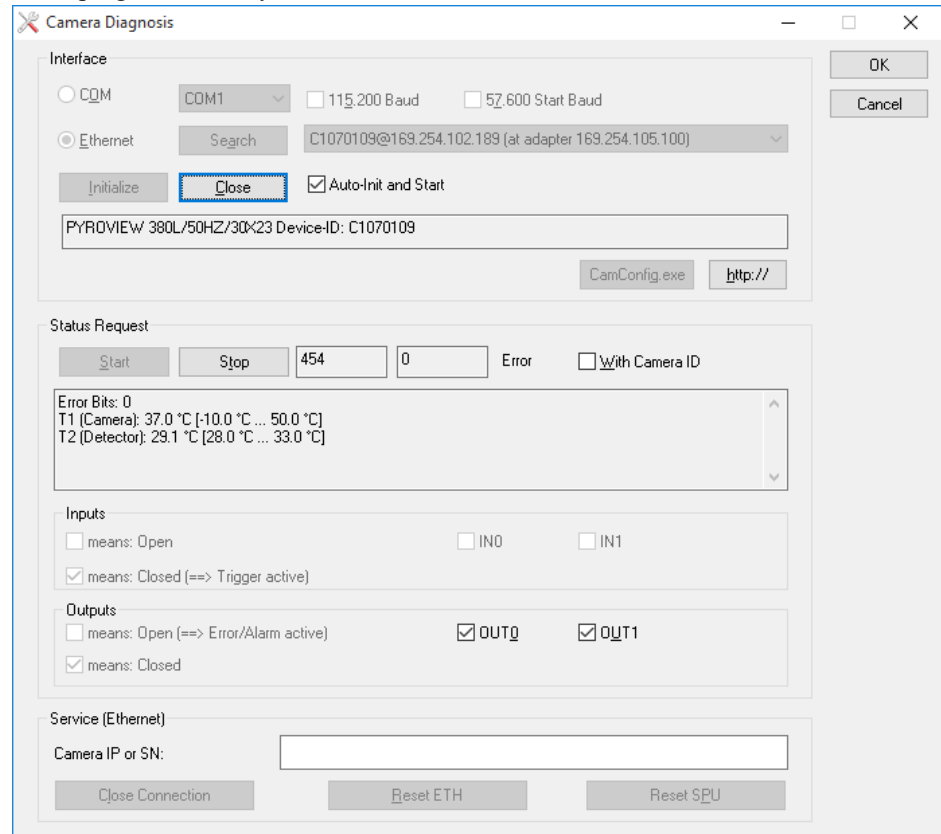 Camera Diagnosis
Interface
COM COM1 115.200 Baud 57.600 Start Baud
Ethernet Search C1070109@169.254.102.189 (at adapter 169.254.105.100)
Initialize Close Auto-Init and Start
PYROVIEW 380L/50HZ/30X23 Device-ID: C1070109
CamConfig.exe http://
OK
Cancel
Status Request
Start Stop 454 0 Error With Camera ID
Error Bits: 0
T1 (Camera): 37.0 °C [-10.0 °C ... 50.0 °C]
T2 (Detector): 29.1 °C [28.0 °C ... 33.0 °C]
Inputs
means: Open IN0 IN1
means: Closed (==> Trigger active)
Outputs
means: Open (==> Error/Alarm active) OUT0 OUT1
means: Closed
Service (Ethernet)
Camera IP or SN:
Close Connection Reset ETH Reset SPU